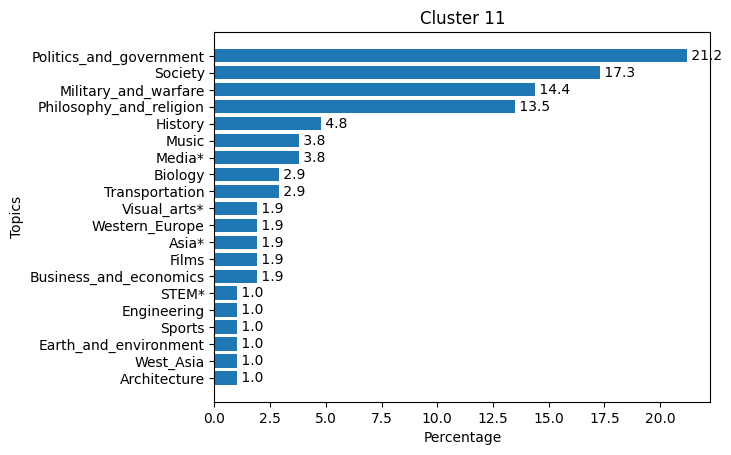 Cluster 11
Topics
Politics_and_government 21.2
Society 17.3
Military_and_warfare 14.4
Philosophy_and_religion 13.5
History 4.8
Music 3.8
Media* 3.8
Biology 2.9
Transportation 2.9
Visual_arts* 1.9
Western_Europe 1.9
Asia* 1.9
Films 1.9
Business_and_economics 1.9
STEM* 1.0
Engineering 1.0
Sports 1.0
Earth_and_environment 1.0
West_Asia 1.0
Architecture 1.0
0.0 2.5 5.0 7.5 10.0 12.5 15.0 17.5 20.0
Percentage